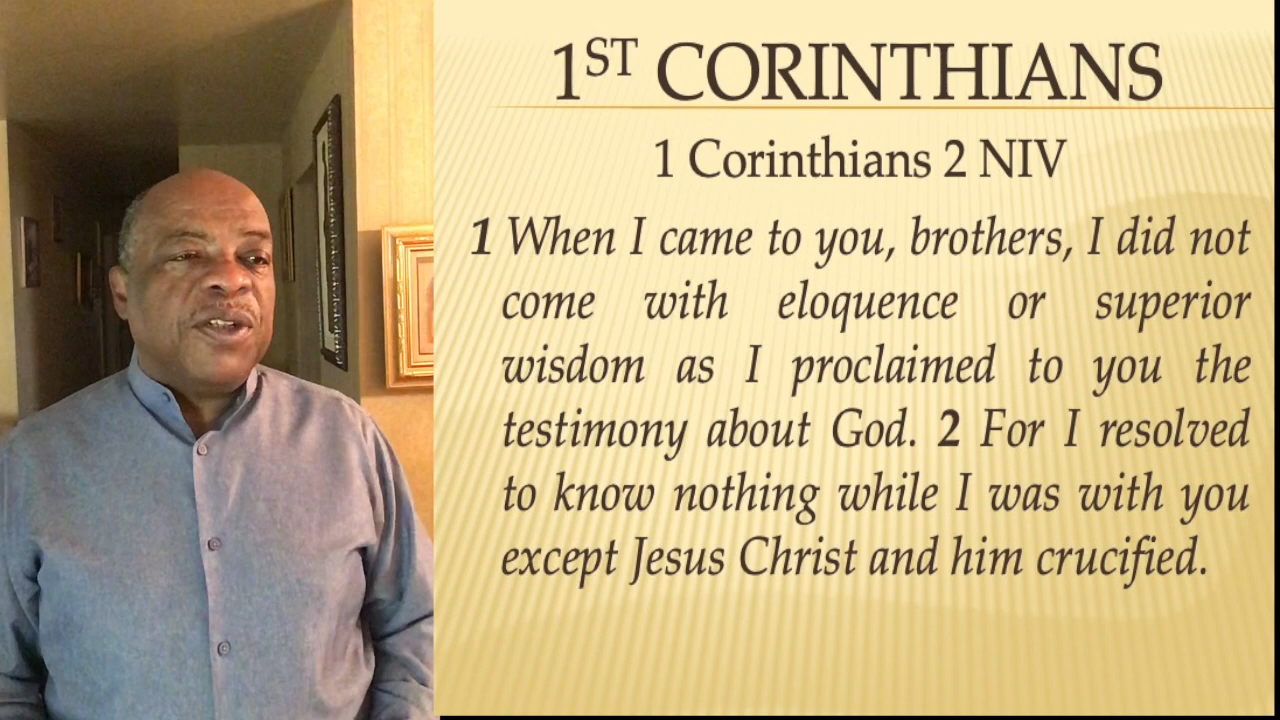 1ST CORINTHIANS
1 Corinthians 2 NIV
1 When I came to you, brothers, I did not
come with eloquence or superior
wisdom as I proclaimed to you the
testimony about God. 2 For I resolved
to know nothing while I was with you
except Jesus Christ and him crucified.